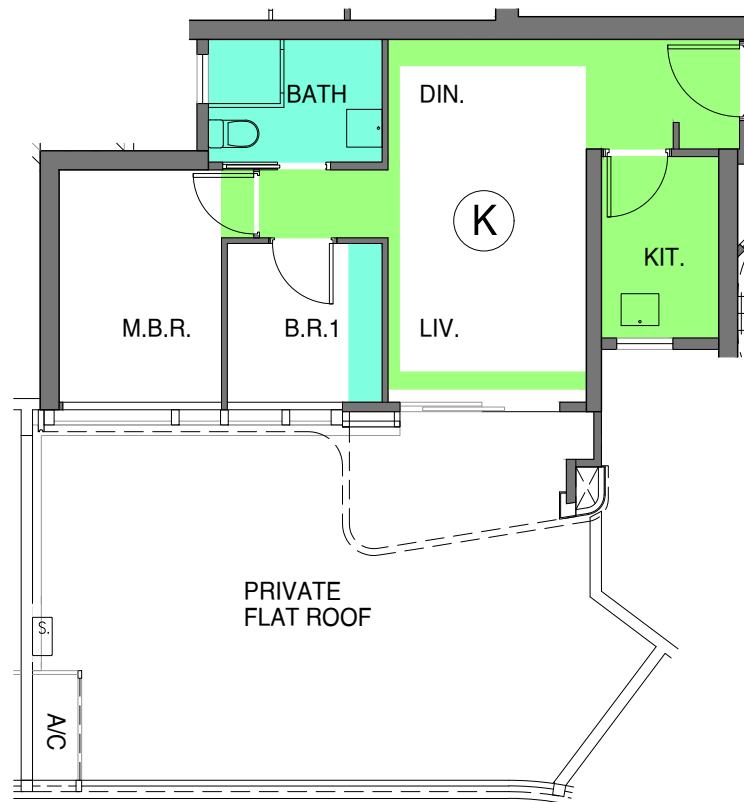 BATH
DIN.
K
KIT.
M.B.R.
B.R.1
LIV.
PRIVATE
FLAT ROOF
S.
A/C